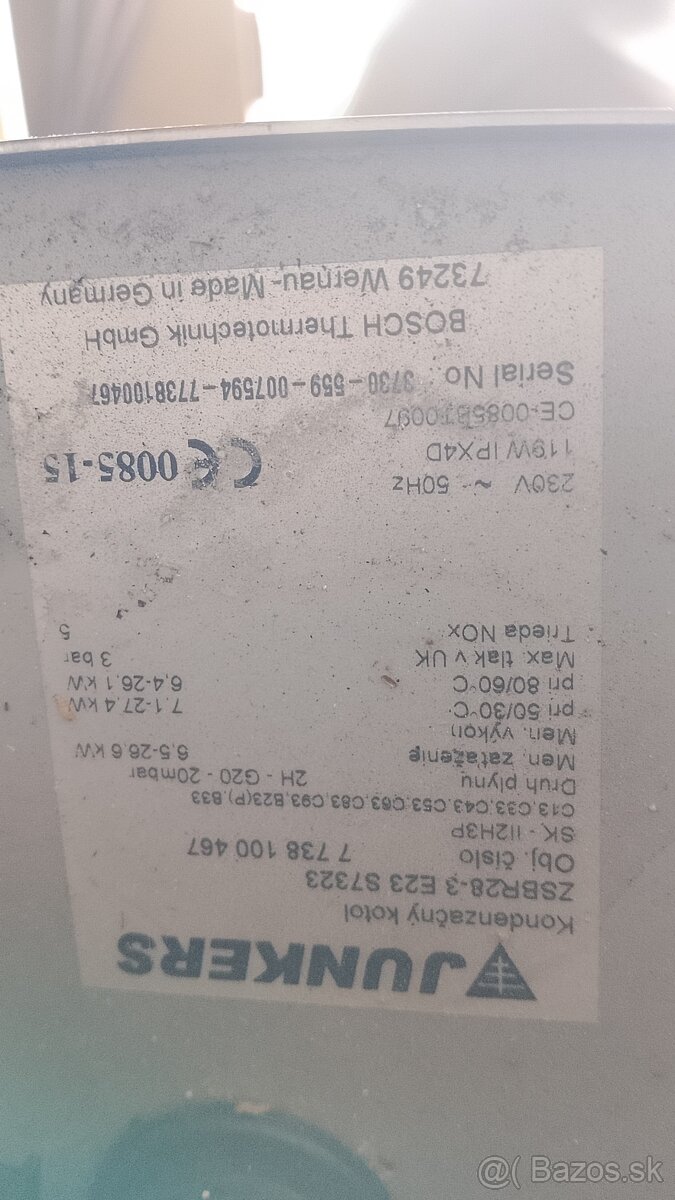 JUNKERS
Kondenzačný kotol
ZSBR28-3 E23 S7323
Obj. číslo 7 738 100 467
SK - II2H3P
C13,C33,C43,C53,C63,C83,C93,B23(P),B33
Druh plynu 2H - G20 - 20mbar
Men. zaťaženie 6,5-26,6 kW
Men. výkon
pri 50/30°C 7,1-27,4 kW
pri 80/60°C 6,4-26,1 kW
Max. tlak v UK 3 bar
Trieda NOx 5
230V ~ 50Hz
119W IPX4D
CE 0085-15
CE-0085BT0097
Serial No. 3730-559-007594-7738100467
BOSCH Thermotechnik GmbH
73249 Wernau-Made in Germany
@( Bazos.sk